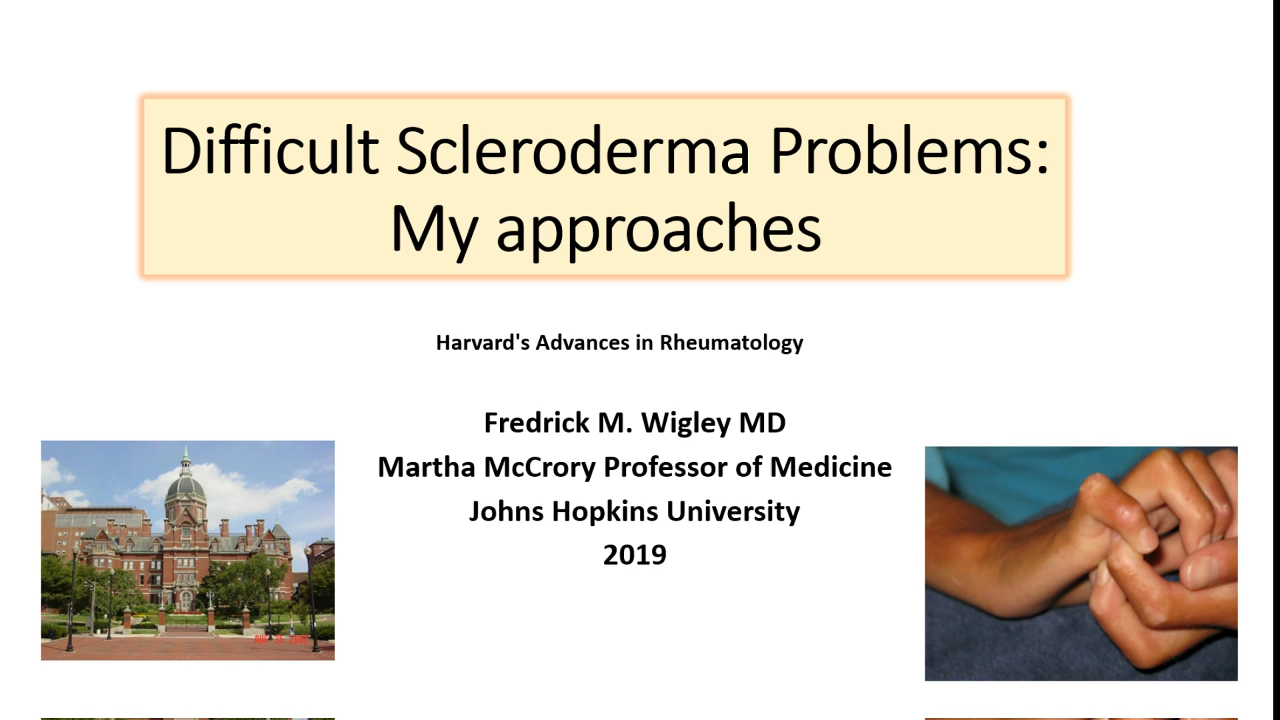 Difficult Scleroderma Problems:
My approaches
Harvard's Advances in Rheumatology
Fredrick M. Wigley MD
Martha McCrory Professor of Medicine
Johns Hopkins University
2019